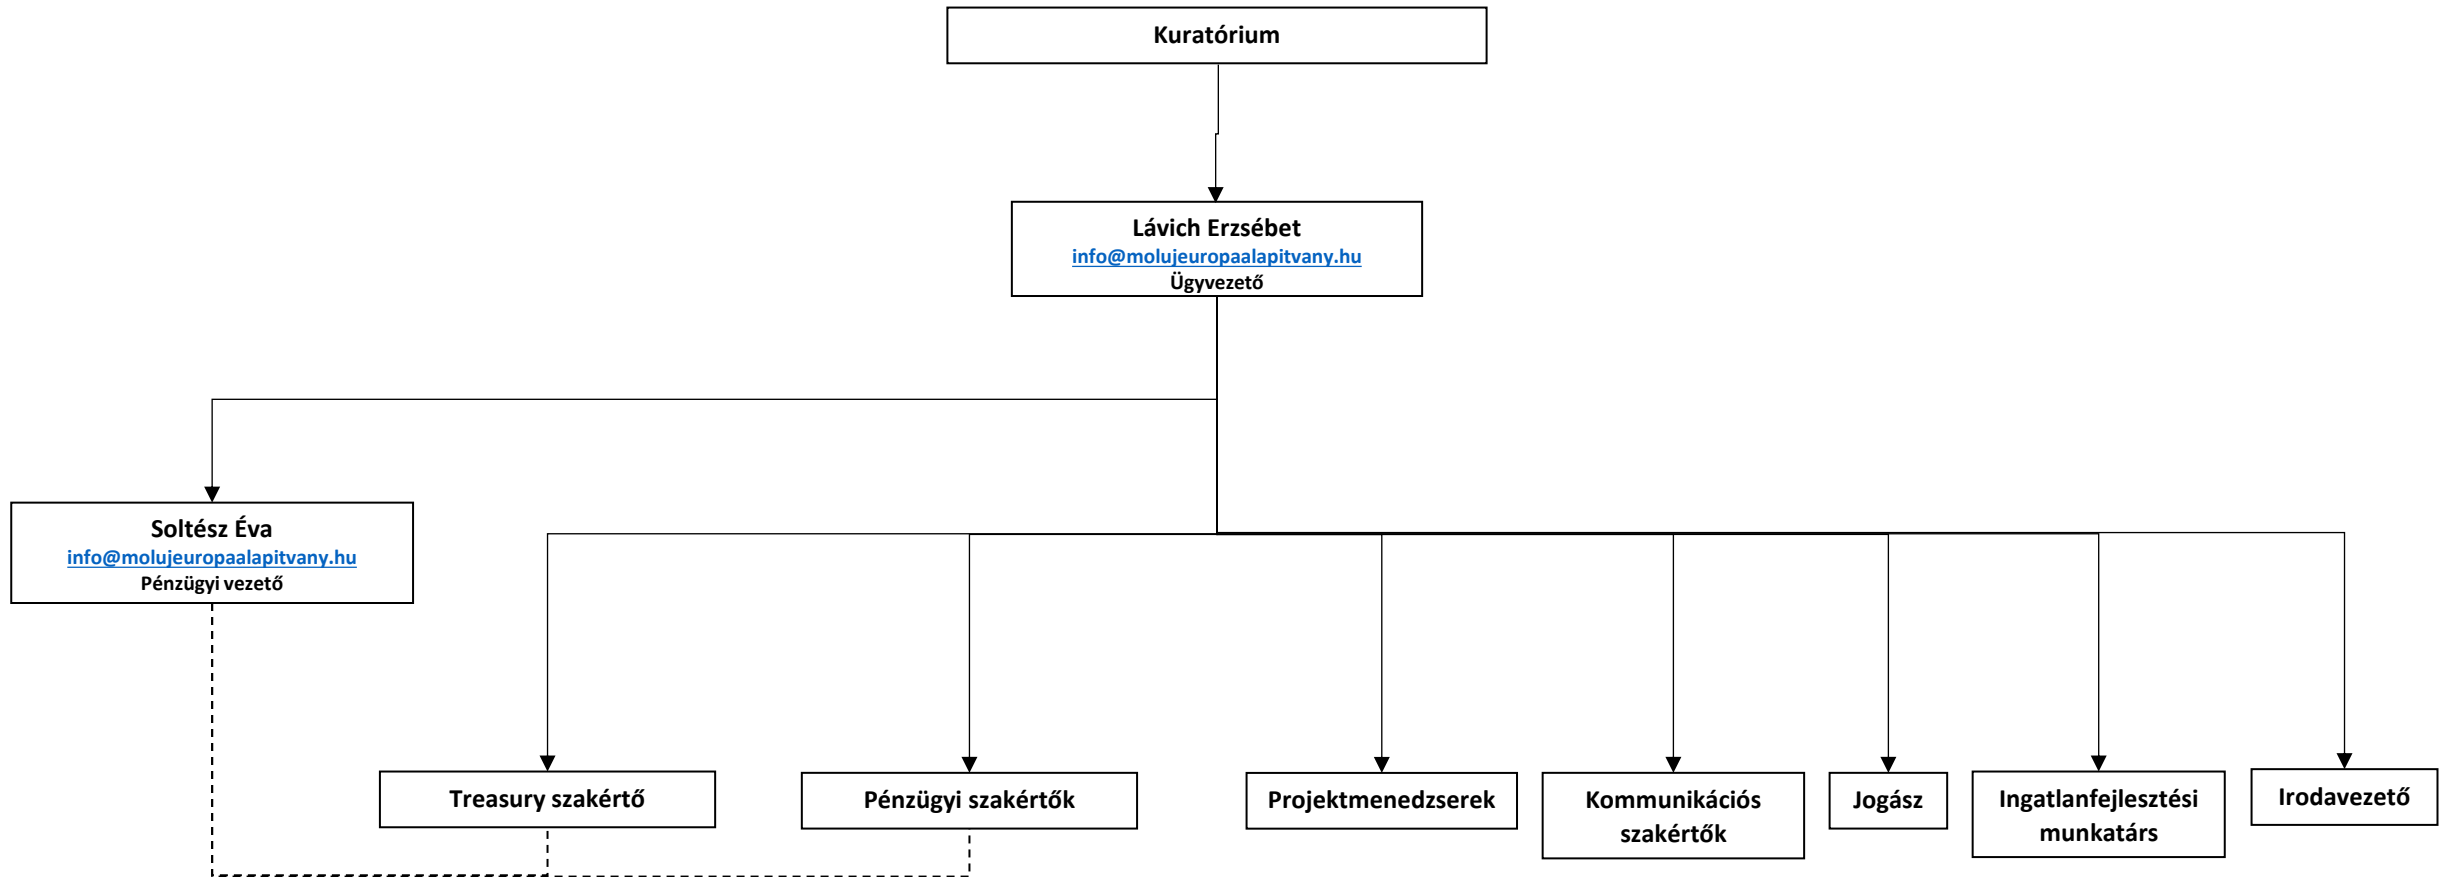 Kuratórium
Lávich Erzsébet
info@molujeuropaalapitvany.hu
Ügyvezető
Soltész Éva
info@molujeuropaalapitvany.hu
Pénzügyi vezető
Treasury szakértő
Pénzügyi szakértők
Projektmenedzserek
Kommunikációs
szakértők
Jogász
Ingatlanfejlesztési
munkatárs
Irodavezető